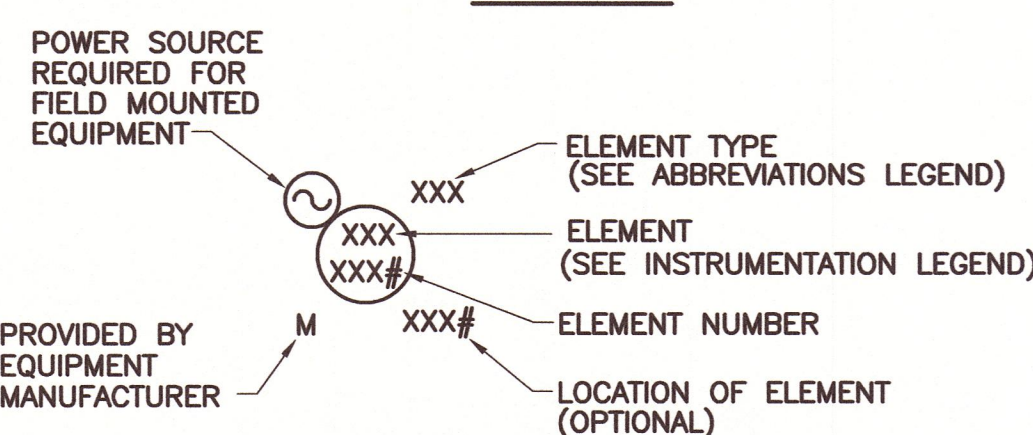 POWER SOURCE
REQUIRED FOR
FIELD MOUNTED
EQUIPMENT
ELEMENT TYPE
(SEE ABBREVIATIONS LEGEND)
XXX
XXX
ELEMENT
(SEE INSTRUMENTATION LEGEND)
XXX#
M
XXX#
ELEMENT NUMBER
PROVIDED BY
EQUIPMENT
MANUFACTURER
LOCATION OF ELEMENT
(OPTIONAL)